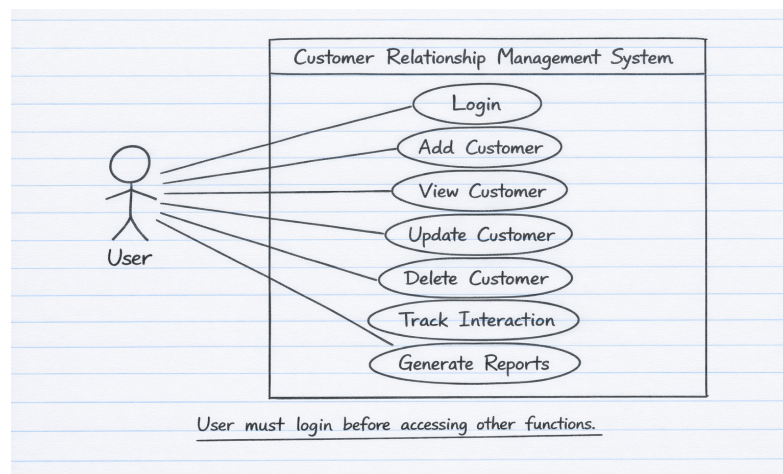 Customer Relationship Management System
Login
Add Customer
View Customer
Update Customer
User
Delete Customer
Track Interaction
Generate Reports
User must login before accessing other functions.